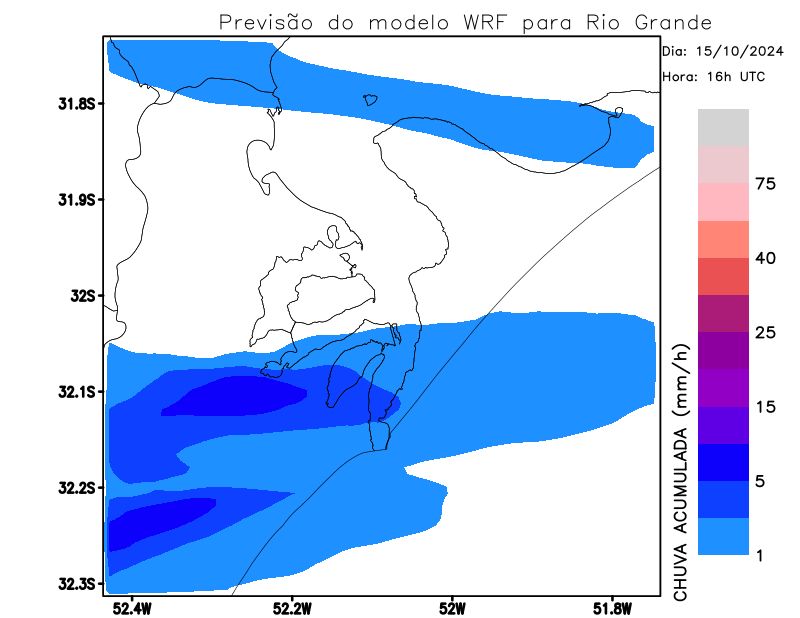 Previsão do modelo WRF para Rio Grande
Dia: 15/10/2024
Hora: 16h UTC
31.8S
31.9S
32S
32.1S
32.2S
32.3S
52.4W
52.2W
52W
51.8W
CHUVA ACUMULADA (mm/h)
75
40
25
15
5
1